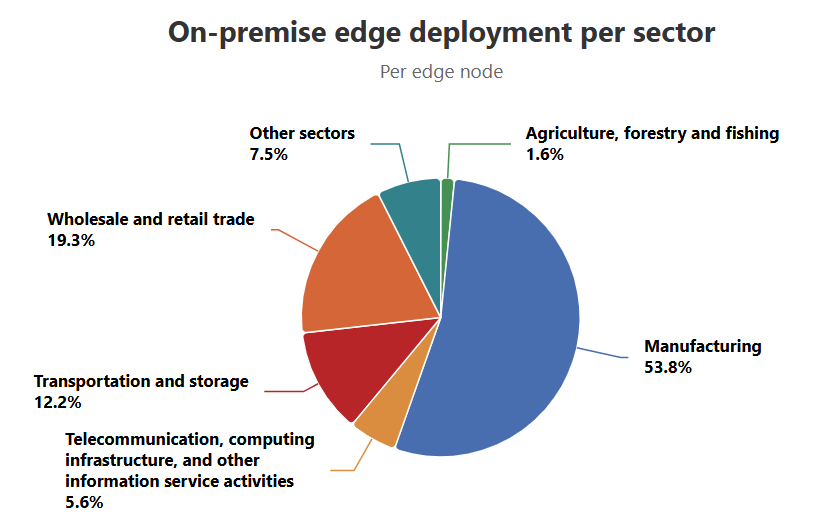 On-premise edge deployment per sector
Per edge node
Other sectors
7.5%
Agriculture, forestry and fishing
1.6%
Wholesale and retail trade
19.3%
Manufacturing
53.8%
Transportation and storage
12.2%
Telecommunication, computing
infrastructure, and other
information service activities
5.6%